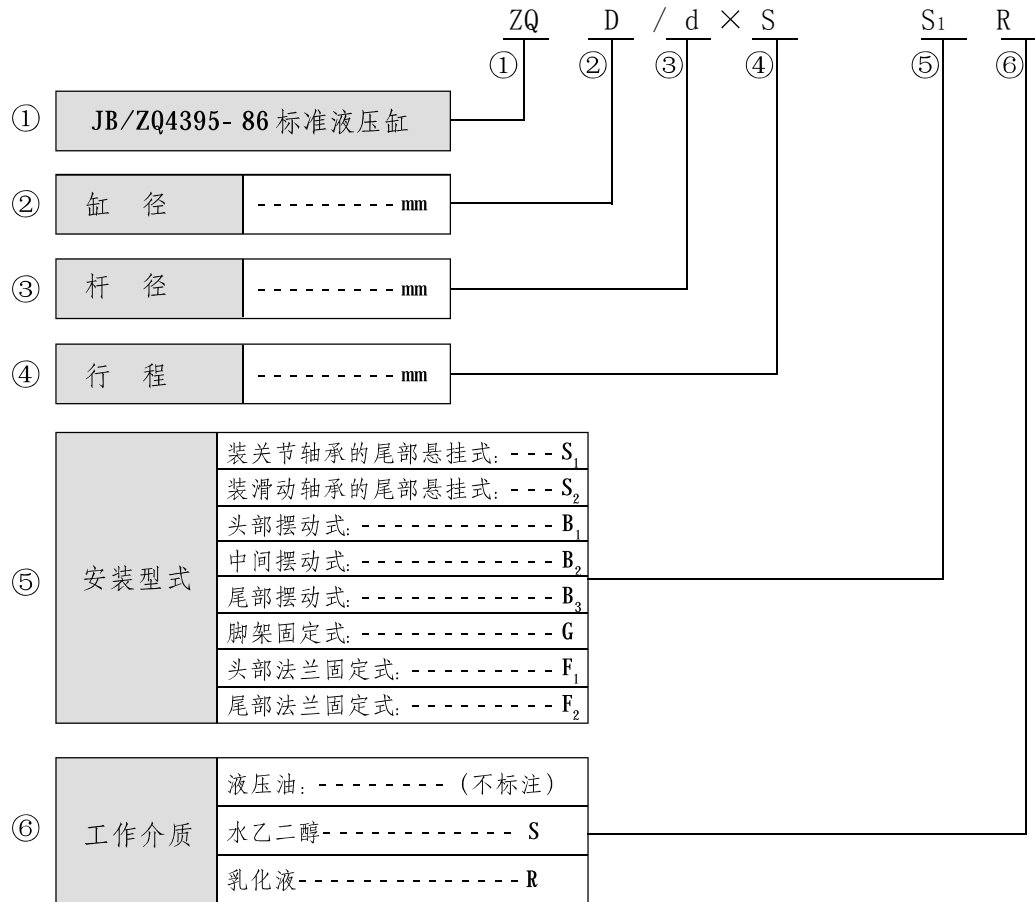 ZQ D / d × S S₁ R
① ② ③ ④ ⑤ ⑥
① JB/ZQ4395-86标准液压缸
② 缸 径 --------- mm
③ 杆 径 --------- mm
④ 行 程 --------- mm
⑤ 安装型式
装关节轴承的尾部悬挂式: --- S₁
装滑动轴承的尾部悬挂式: --- S₂
头部摆动式: ------------ B₁
中间摆动式: ------------ B₂
尾部摆动式: ------------ B₃
脚架固定式: ------------ G
头部法兰固定式: ---------- F₁
尾部法兰固定式: ---------- F₂
⑥ 工作介质
液压油: -------- (不标注)
水乙二醇------------ S
乳化液-------------- R